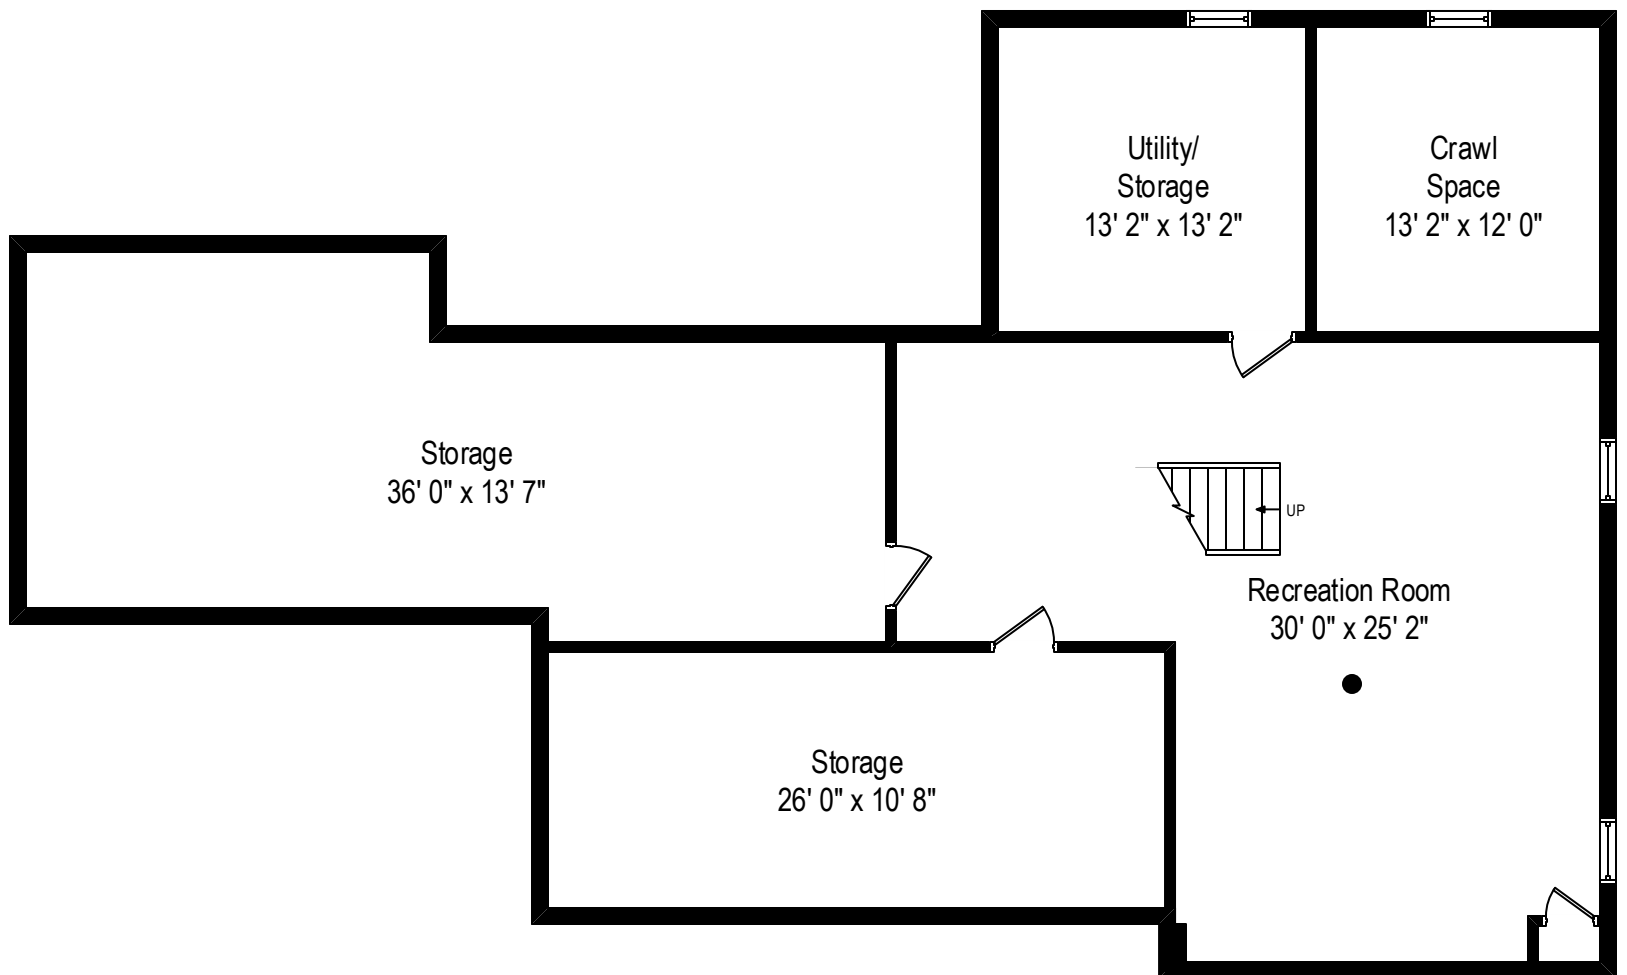 Utility/
Storage
13' 2" x 13' 2"
Crawl
Space
13' 2" x 12' 0"
Storage
36' 0" x 13' 7"
UP
Recreation Room
30' 0" x 25' 2"
Storage
26' 0" x 10' 8"